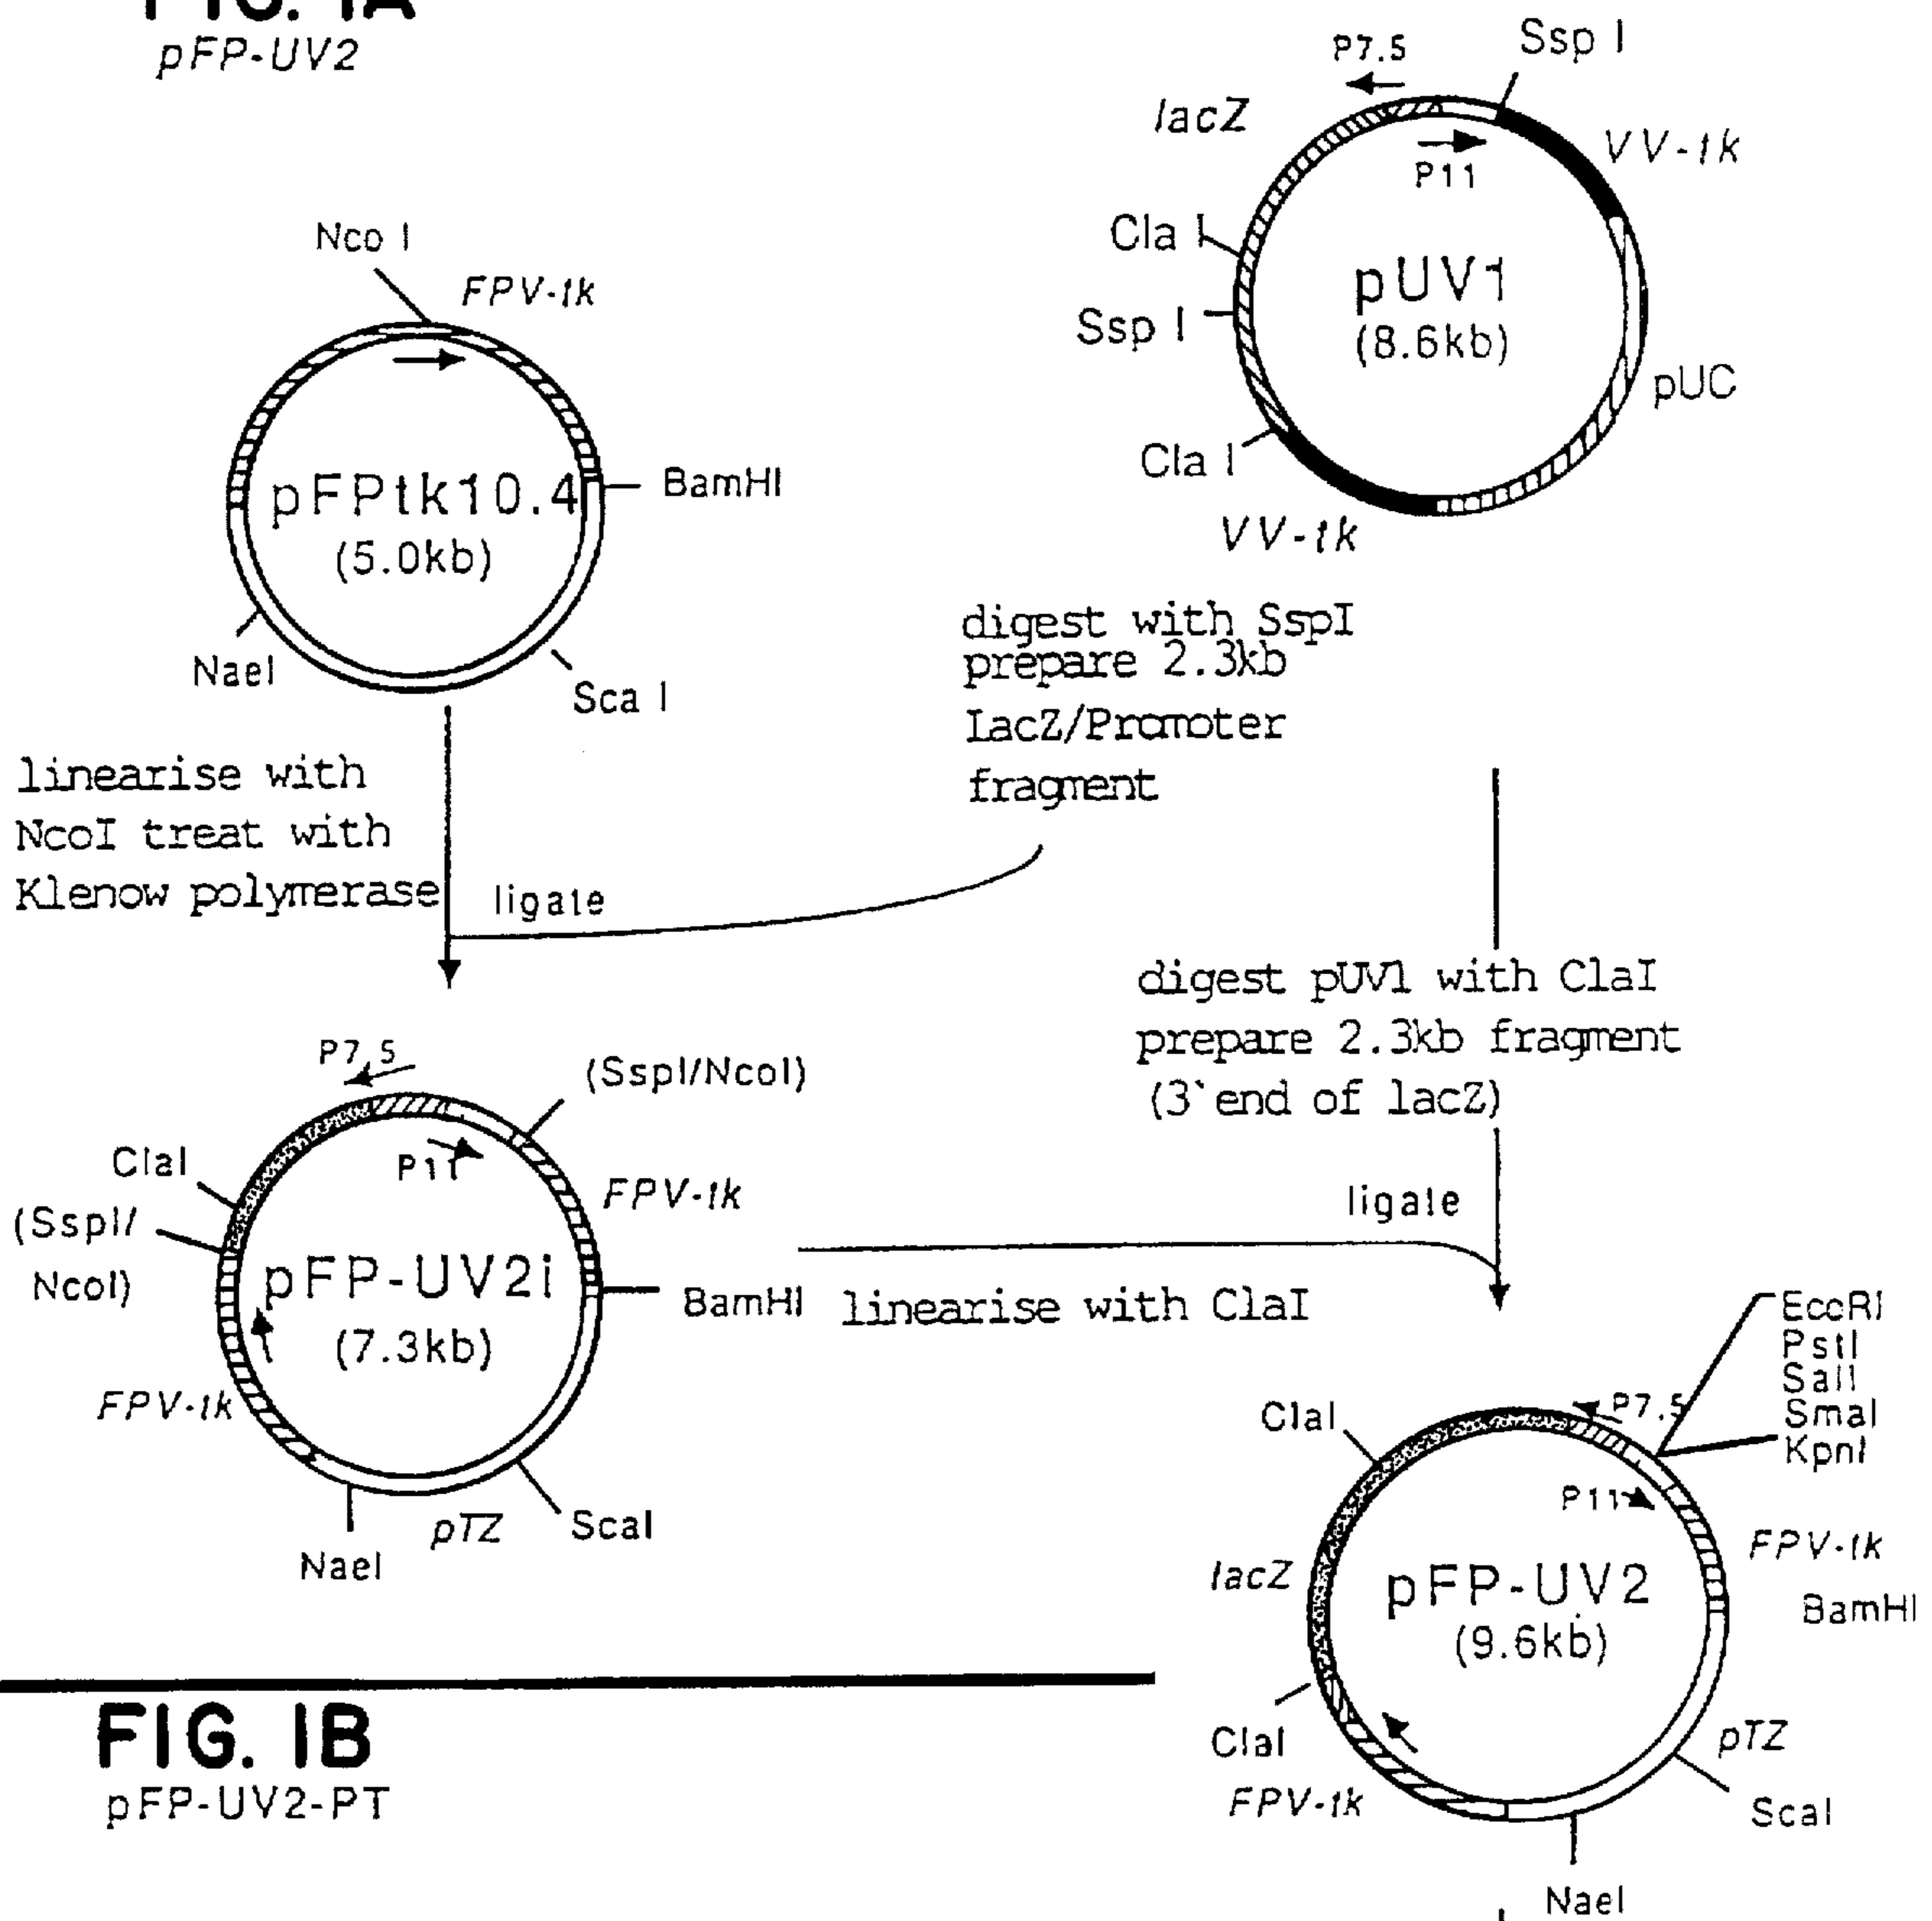 FIG. 1A
pFP-UV2
P7.5
Ssp I
lacZ
VV-tk
P11
Cla I
pUV1
(8.6kb)
Ssp I
pUC
Cla I
VV-tk
Nco I
FPV-tk
pFPtk10.4
(5.0kb)
BamHI
NaeI
Sca I
digest with SspI
prepare 2.3kb
LacZ/Promoter
fragment
linearise with
NcoI treat with
Klenow polymerase
ligate
digest pUV1 with ClaI
prepare 2.3kb fragment
(3`end of lacZ)
ligate
P7.5
(SspI/NcoI)
ClaI
P11
FPV-tk
(SspI/
NcoI)
pFP-UV2i
(7.3kb)
BamHI
linearise with ClaI
FPV-tk
pTZ
ScaI
NaeI
EcoRI
PstI
SalI
SmaI
KpnI
P7.5
ClaI
P11
FPV-tk
lacZ
pFP-UV2
(9.6kb)
BamHI
ClaI
pTZ
FPV-tk
ScaI
NaeI
FIG. 1B
pFP-UV2-PT